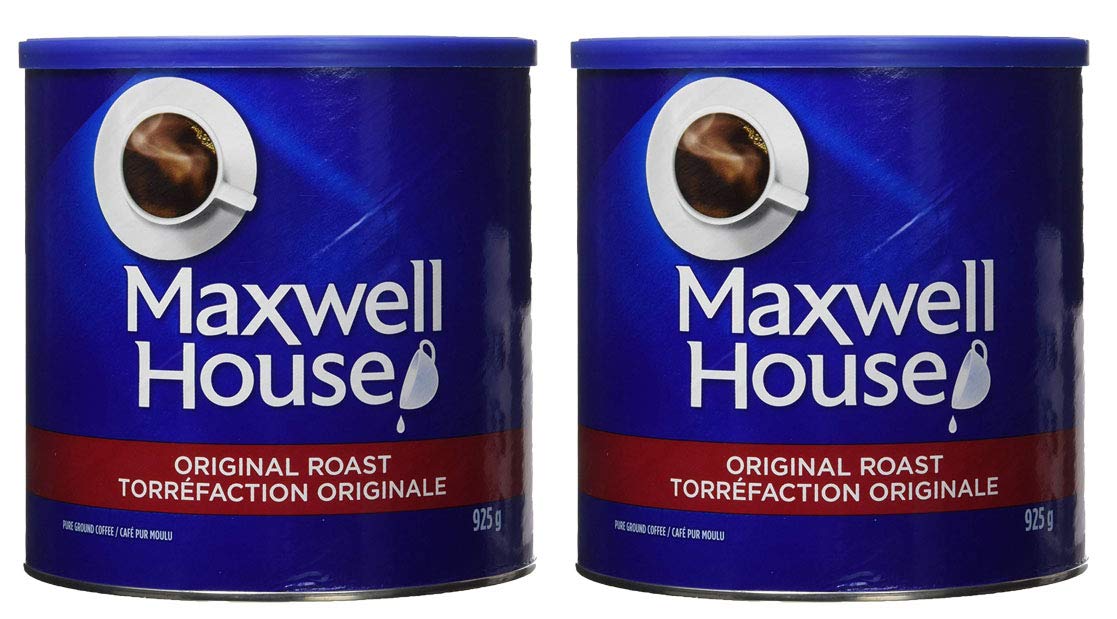 Maxwell
House
ORIGINAL ROAST
TORRÉFACTION ORIGINALE
PURE GROUND COFFEE / CAFÉ PUR MOULU
925 g
Maxwell
House
ORIGINAL ROAST
TORRÉFACTION ORIGINALE
PURE GROUND COFFEE / CAFÉ PUR MOULU
925 g